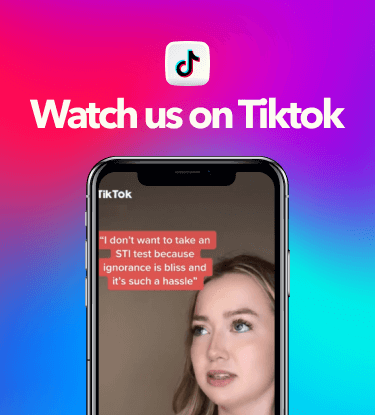 Watch us on Tiktok
TikTok
“I don’t want to take an
STI test because
ignorance is bliss and
it’s such a hassle”